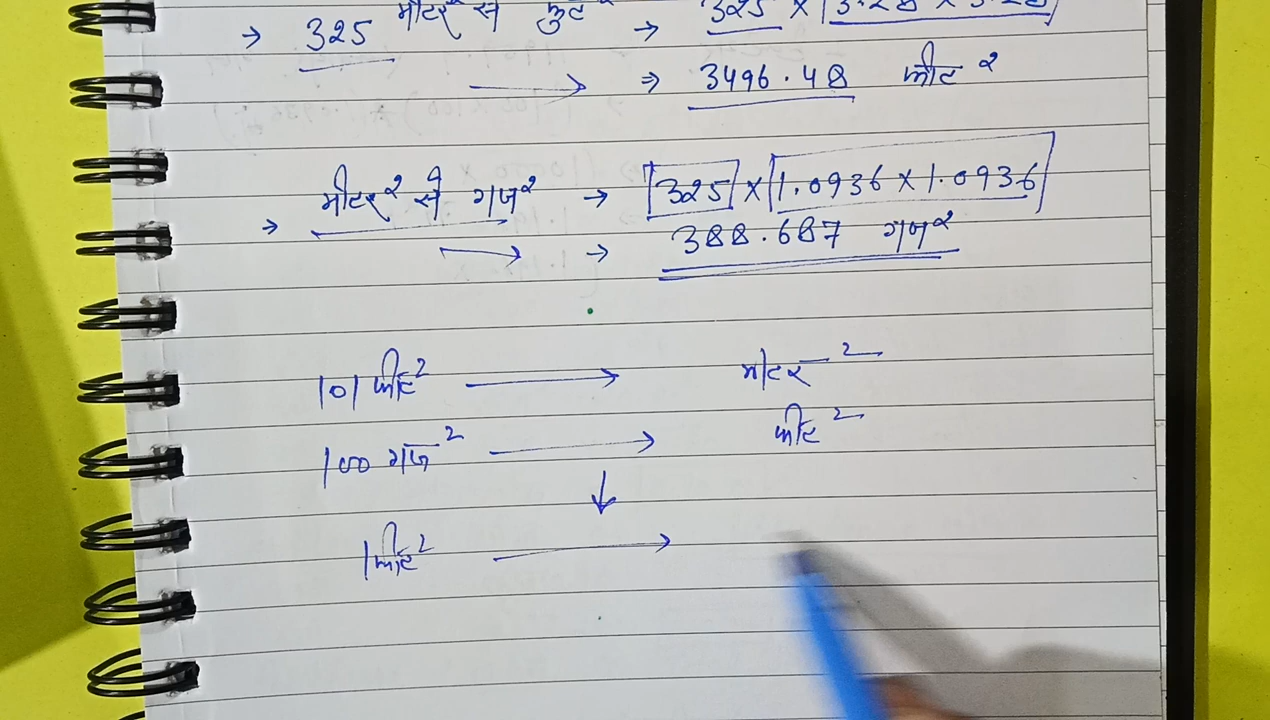 → 325 मीटर² से फुट² → 325 × (3.28 × 3.28)
→ ⇒ 3496.48 फीट²
→ मीटर² से गज² → [325] × [1.0936 × 1.0936]
→ → 388.687 गज²
101 फीट² → मीटर²
100 गज² → फीट²
↓
1 फीट² →